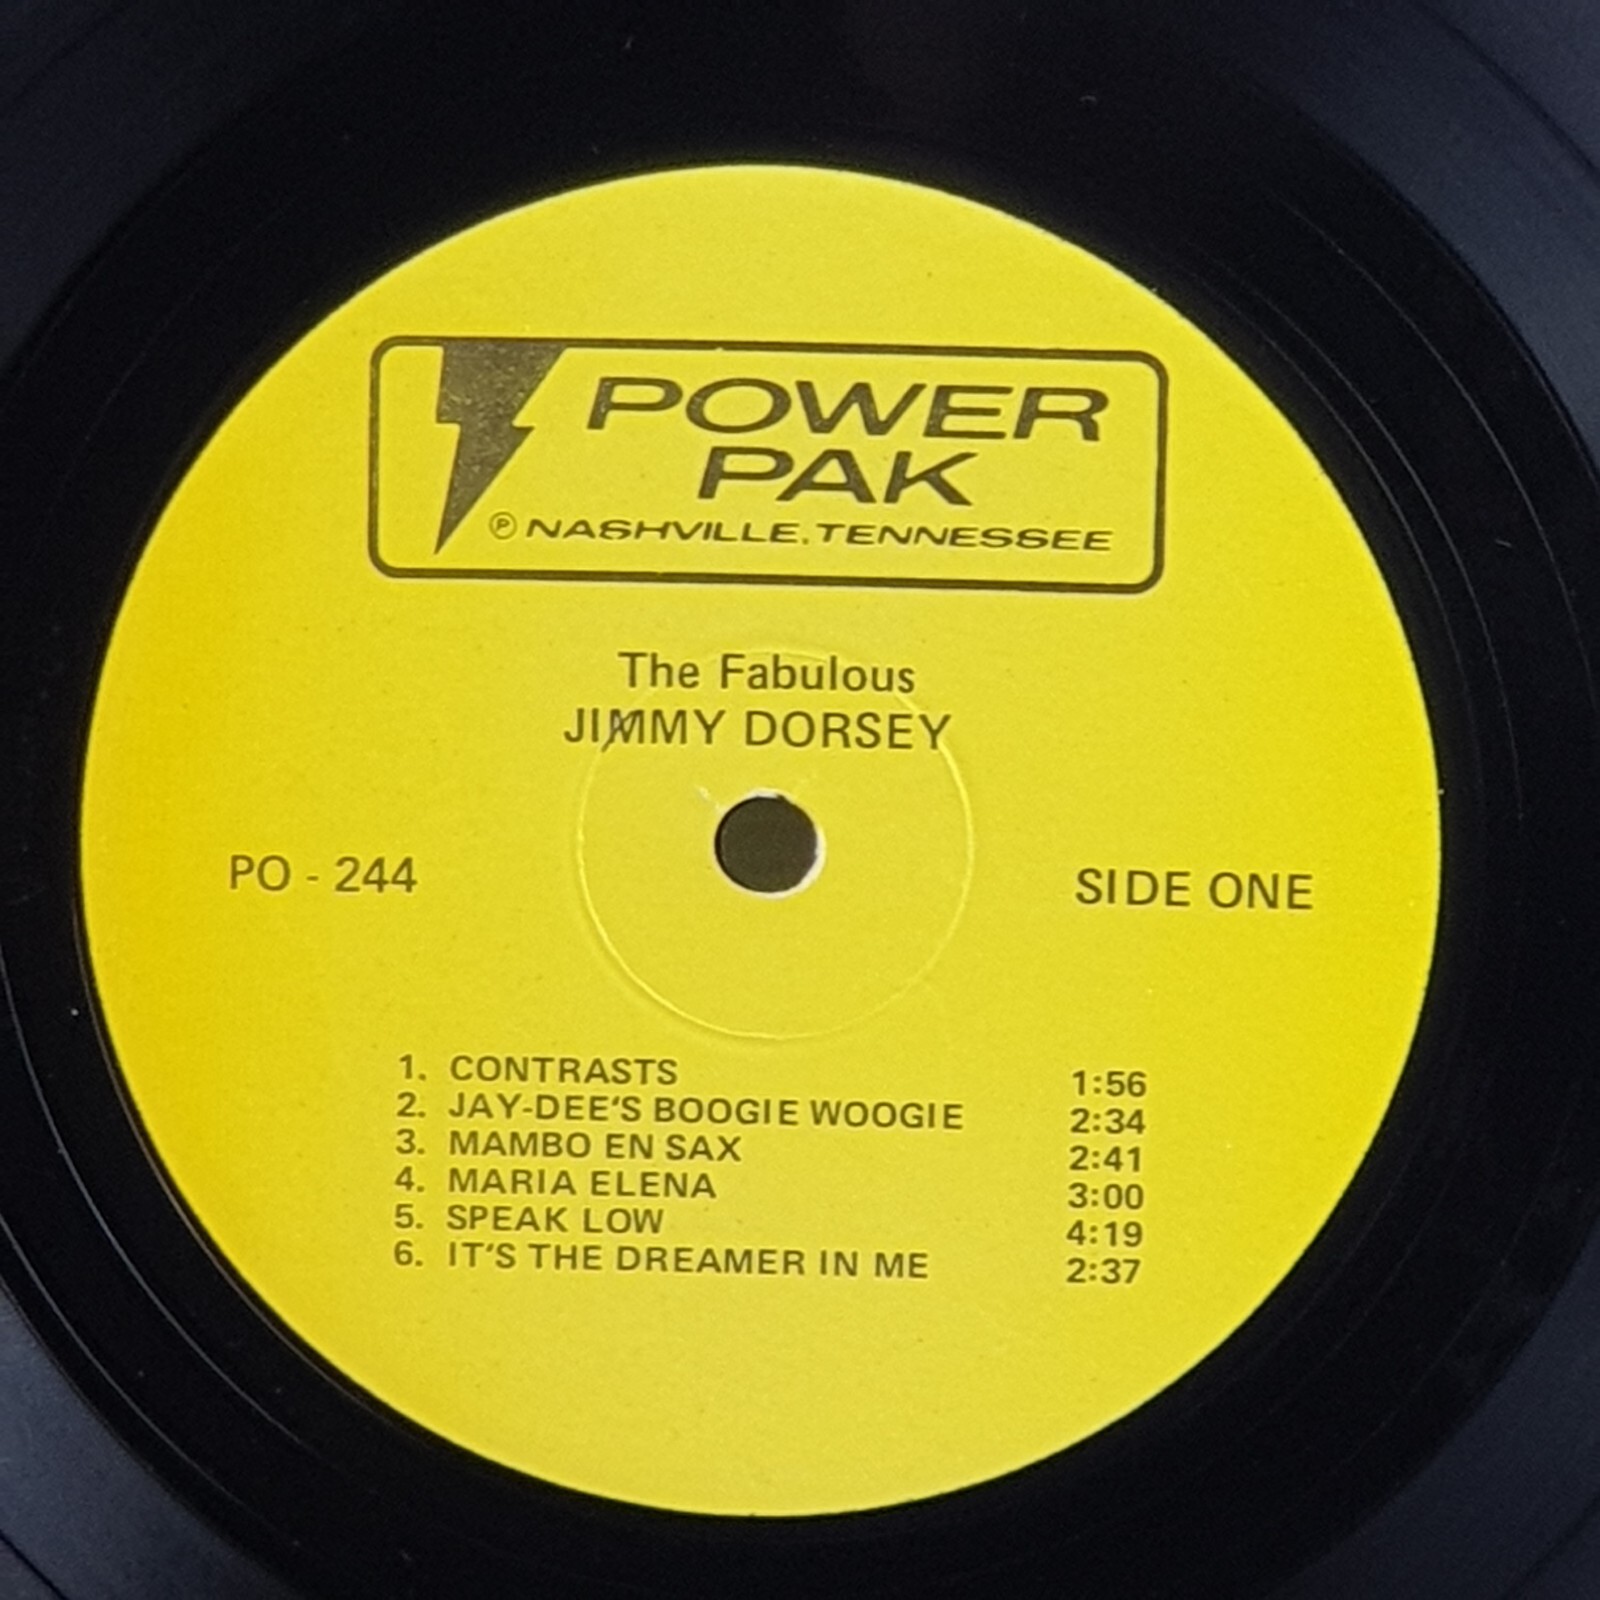 POWER
PAK
℗ NASHVILLE, TENNESSEE
The Fabulous
JIMMY DORSEY
PO - 244
SIDE ONE
1. CONTRASTS 1:56
2. JAY-DEE'S BOOGIE WOOGIE 2:34
3. MAMBO EN SAX 2:41
4. MARIA ELENA 3:00
5. SPEAK LOW 4:19
6. IT'S THE DREAMER IN ME 2:37